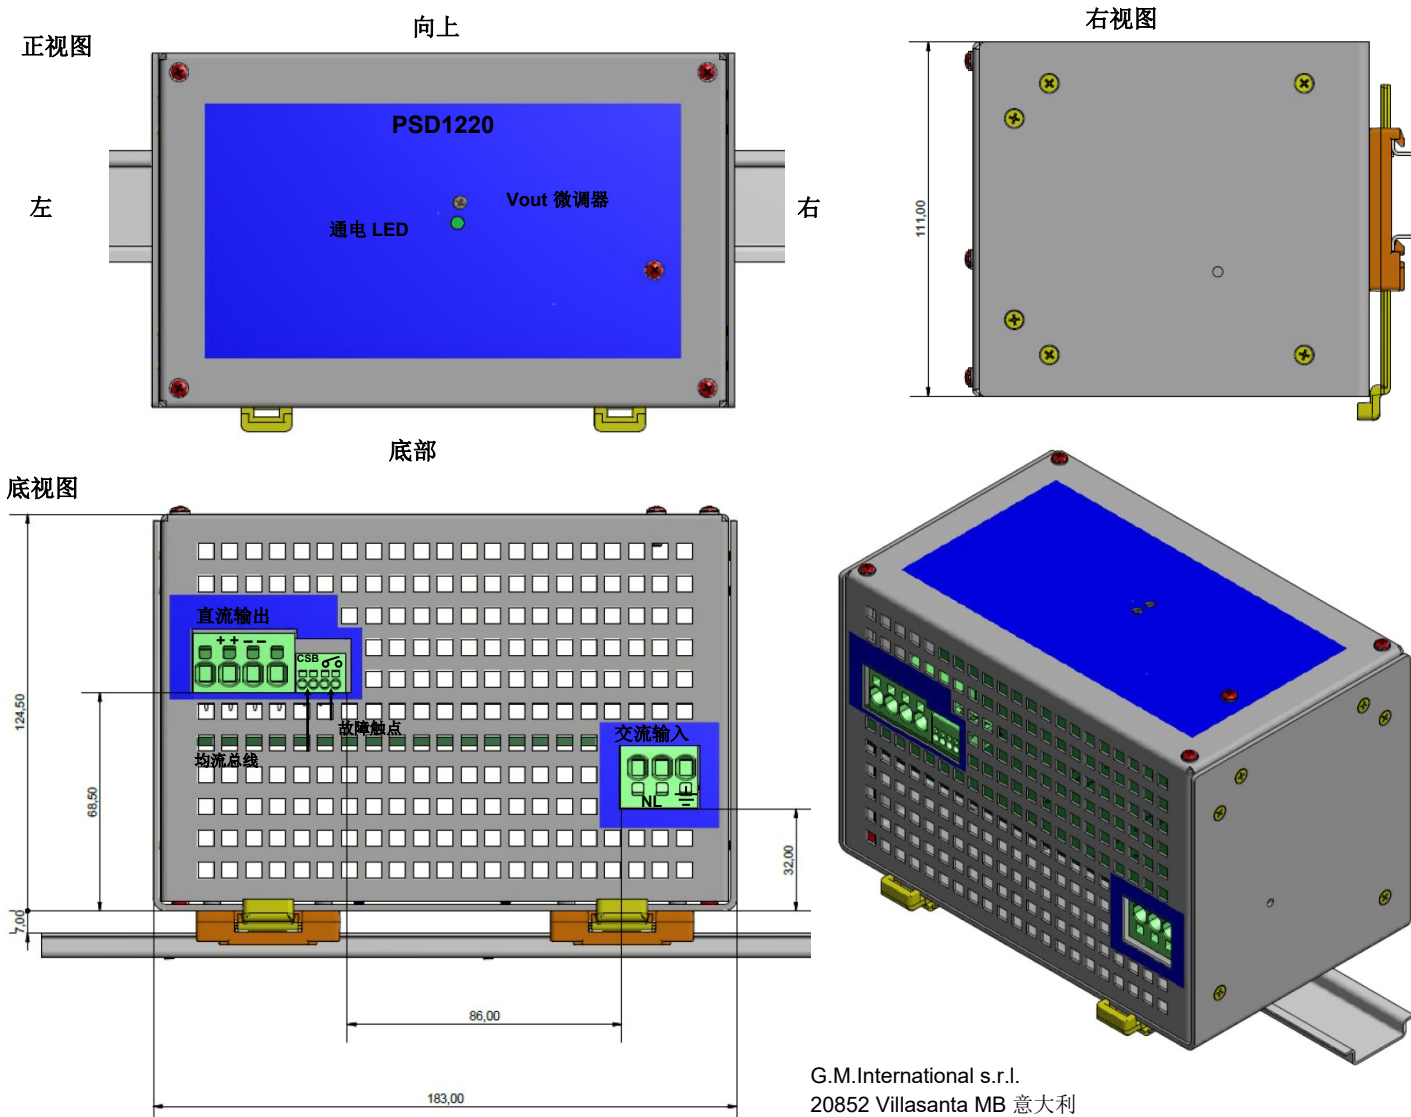 正视图
向上
右视图
PSD1220
Vout 微调器
通电 LED
左
右
111,00
底部
底视图
直流输出
++−−
CSB
故障触点
均流总线
交流输入
NL
124,50
68,50
7,00
32,00
86,00
183,00
G.M.International s.r.l.
20852 Villasanta MB 意大利